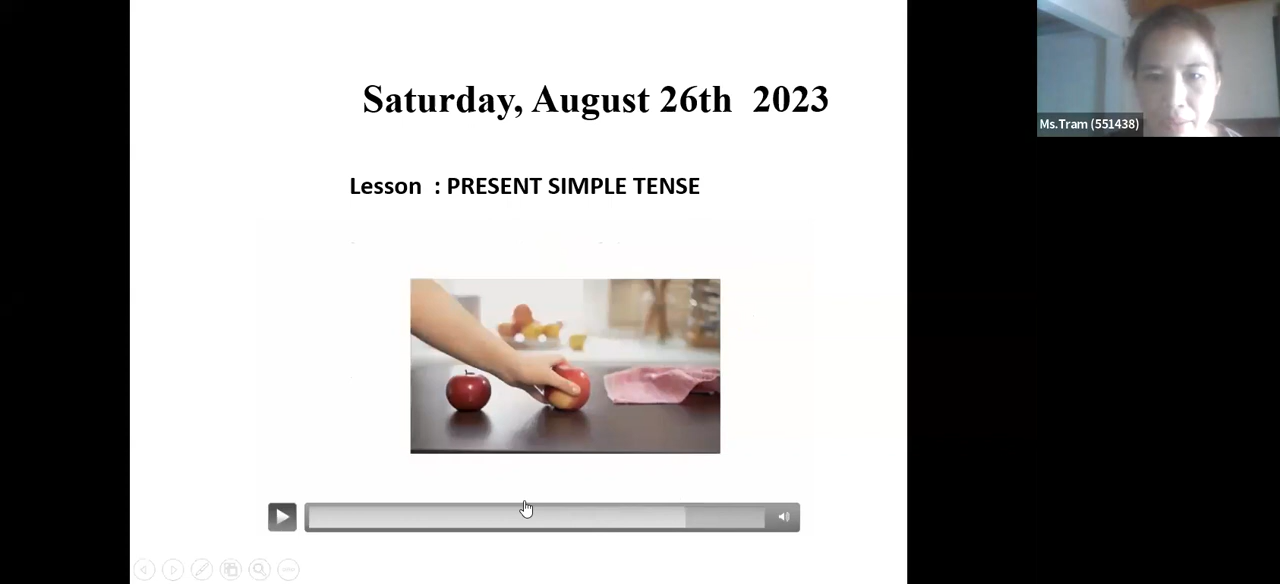 Saturday, August 26th  2023
Ms.Tram (551438)
Lesson  : PRESENT SIMPLE TENSE